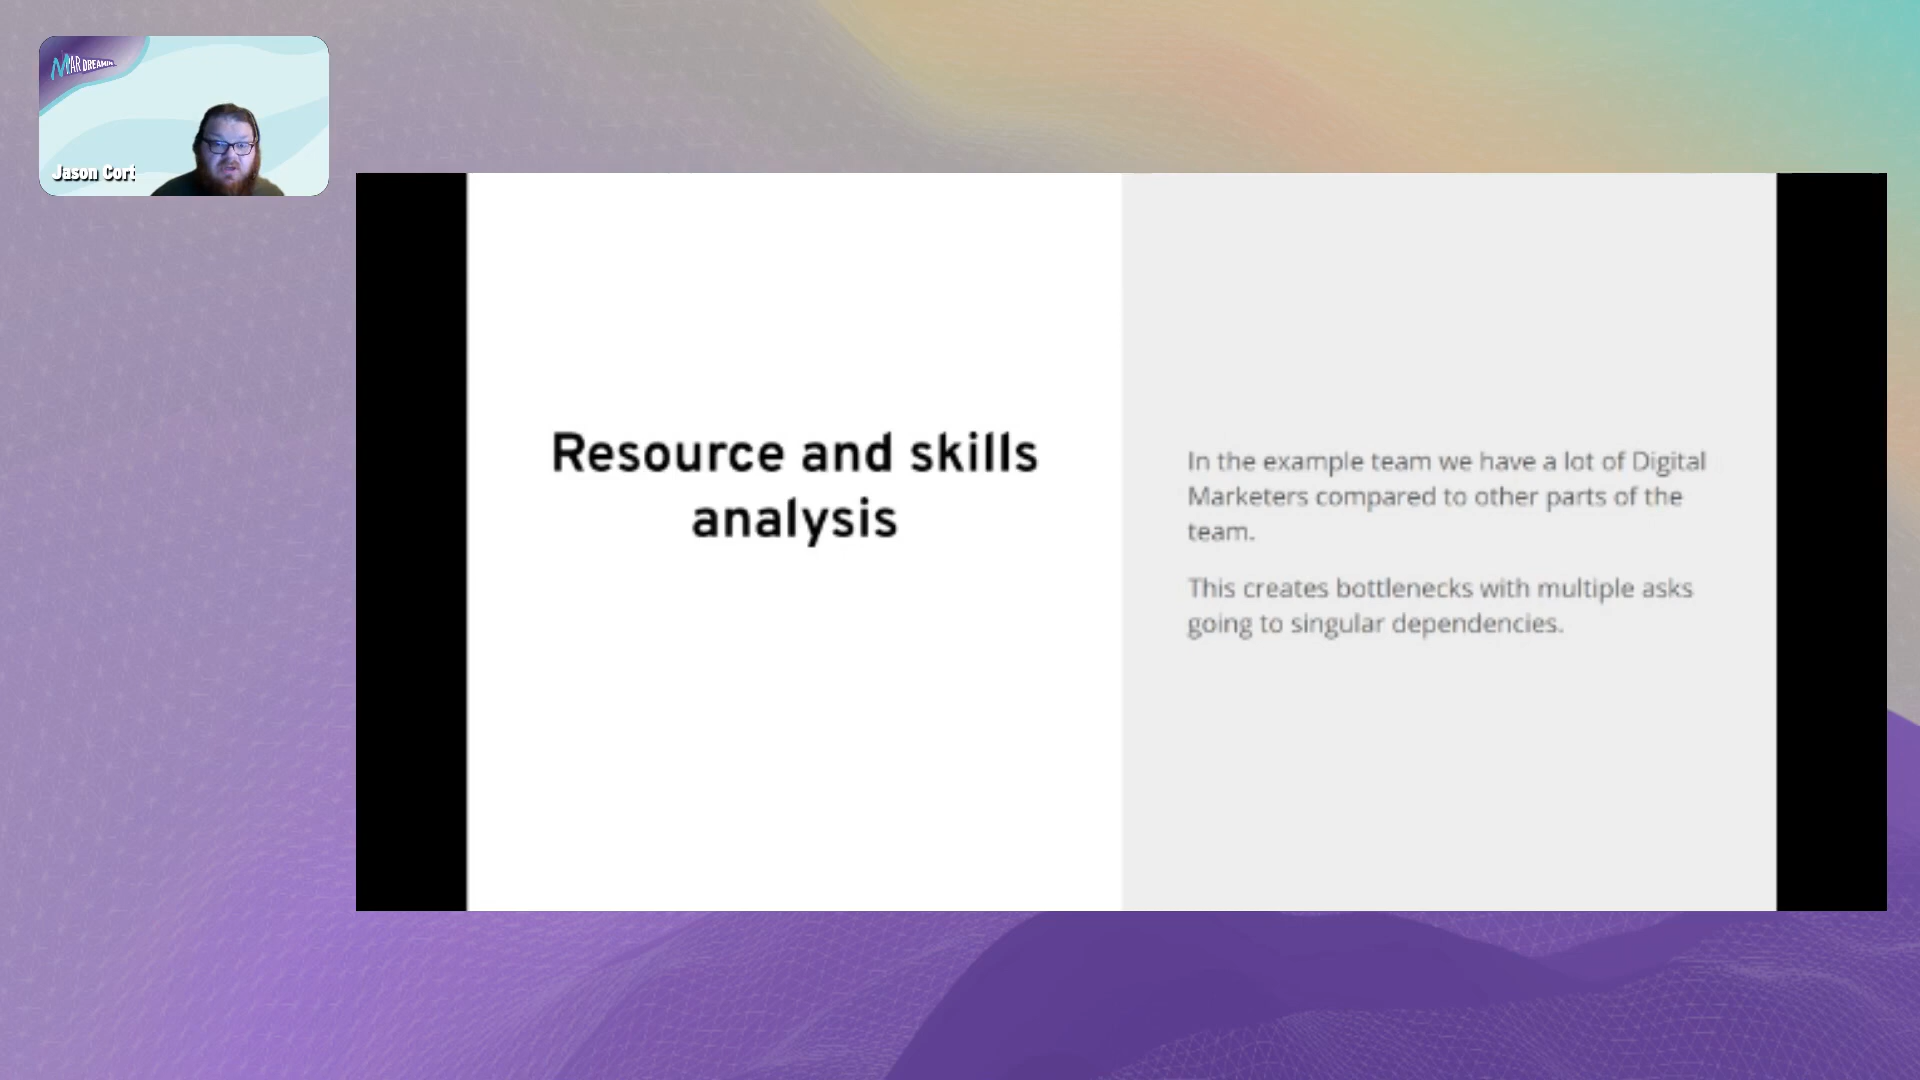 MARDREAMIN
Jason Cort
Resource and skills
analysis
In the example team we have a lot of Digital
Marketers compared to other parts of the
team.
This creates bottlenecks with multiple asks
going to singular dependencies.